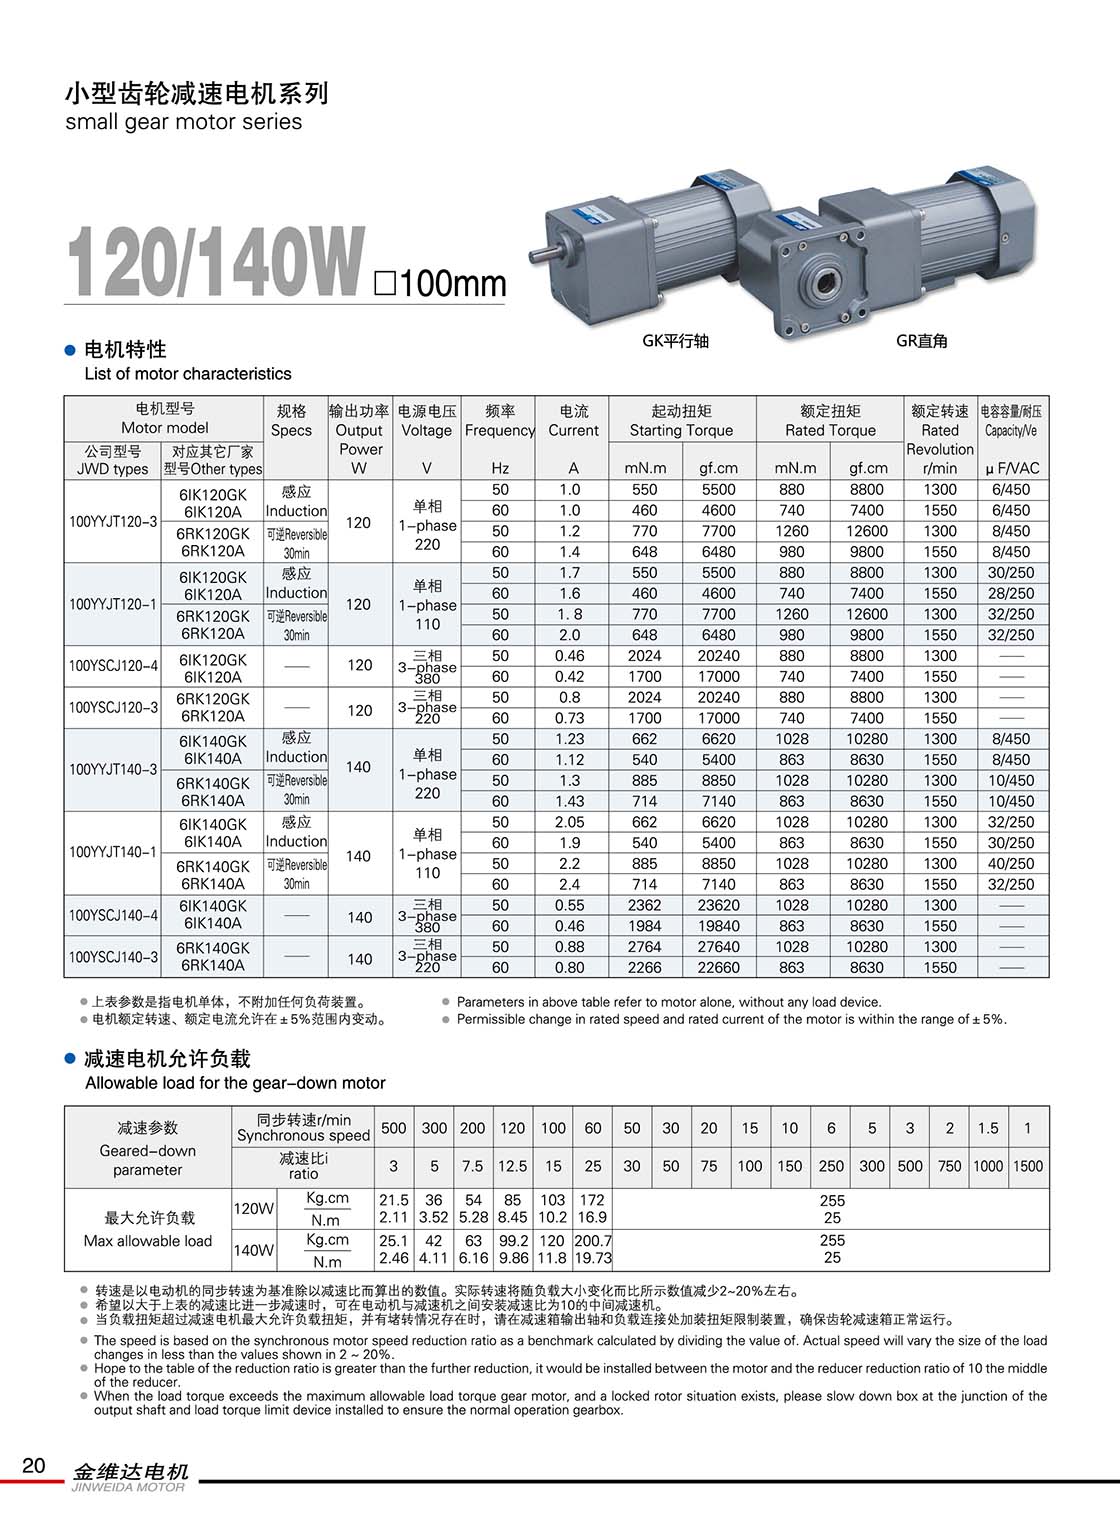 小型齿轮减速电机系列
small gear motor series
120/140W □100mm
GK平行轴 GR直角
电机特性
List of motor characteristics
电机型号 规格 输出功率 电源电压 频率 电流 起动扭矩 额定扭矩 额定转速 电容容量/耐压
Motor model Specs Output Power Voltage Frequency Current Starting Torque Rated Torque Rated Revolution Capacity/Ve
公司型号 对应其它厂家
JWD types 型号Other types W V Hz A mN.m gf.cm mN.m gf.cm r/min μ F/VAC
100YYJT120-3 6IK120GK 6IK120A 感应 Induction 120 单相 1-phase 220 50 1.0 550 5500 880 8800 1300 6/450
60 1.0 460 4600 740 7400 1550 6/450
6RK120GK 6RK120A 可逆Reversible 30min 50 1.2 770 7700 1260 12600 1300 8/450
60 1.4 648 6480 980 9800 1550 8/450
100YYJT120-1 6IK120GK 6IK120A 感应 Induction 120 单相 1-phase 110 50 1.7 550 5500 880 8800 1300 30/250
60 1.6 460 4600 740 7400 1550 28/250
6RK120GK 6RK120A 可逆Reversible 30min 50 1. 8 770 7700 1260 12600 1300 32/250
60 2.0 648 6480 980 9800 1550 32/250
100YSCJ120-4 6IK120GK 6IK120A —— 120 三相 3-phase 380 50 0.46 2024 20240 880 8800 1300 ——
60 0.42 1700 17000 740 7400 1550 ——
100YSCJ120-3 6RK120GK 6RK120A —— 120 三相 3-phase 220 50 0.8 2024 20240 880 8800 1300 ——
60 0.73 1700 17000 740 7400 1550 ——
100YYJT140-3 6IK140GK 6IK140A 感应 Induction 140 单相 1-phase 220 50 1.23 662 6620 1028 10280 1300 8/450
60 1.12 540 5400 863 8630 1550 8/450
6RK140GK 6RK140A 可逆Reversible 30min 50 1.3 885 8850 1028 10280 1300 10/450
60 1.43 714 7140 863 8630 1550 10/450
100YYJT140-1 6IK140GK 6IK140A 感应 Induction 140 单相 1-phase 110 50 2.05 662 6620 1028 10280 1300 32/250
60 1.9 540 5400 863 8630 1550 30/250
6RK140GK 6RK140A 可逆Reversible 30min 50 2.2 885 8850 1028 10280 1300 40/250
60 2.4 714 7140 863 8630 1550 32/250
100YSCJ140-4 6IK140GK 6IK140A —— 140 三相 3-phase 380 50 0.55 2362 23620 1028 10280 1300 ——
60 0.46 1984 19840 863 8630 1550 ——
100YSCJ140-3 6RK140GK 6RK140A —— 140 三相 3-phase 220 50 0.88 2764 27640 1028 10280 1300 ——
60 0.80 2266 22660 863 8630 1550 ——
上表参数是指电机单体，不附加任何负荷装置。
电机额定转速、额定电流允许在±5%范围内变动。
Parameters in above table refer to motor alone, without any load device.
Permissible change in rated speed and rated current of the motor is within the range of ± 5%.
减速电机允许负载
Allowable load for the gear-down motor
减速参数 Geared-down parameter 同步转速r/min Synchronous speed 500 300 200 120 100 60 50 30 20 15 10 6 5 3 2 1.5 1
减速比i ratio 3 5 7.5 12.5 15 25 30 50 75 100 150 250 300 500 750 1000 1500
最大允许负载 Max allowable load 120W Kg.cm 21.5 36 54 85 103 172 255
N.m 2.11 3.52 5.28 8.45 10.2 16.9 25
140W Kg.cm 25.1 42 63 99.2 120 200.7 255
N.m 2.46 4.11 6.16 9.86 11.8 19.73 25
转速是以电动机的同步转速为基准除以减速比而算出的数值。实际转速将随负载大小变化而比所示数值减少2~20%左右。
希望以大于上表的减速比进一步减速时，可在电动机与减速机之间安装减速比为10的中间减速机。
当负载扭矩超过减速电机最大允许负载扭矩，并有堵转情况存在时，请在减速箱输出轴和负载连接处加装扭矩限制装置，确保齿轮减速箱正常运行。
The speed is based on the synchronous motor speed reduction ratio as a benchmark calculated by dividing the value of. Actual speed will vary the size of the load
changes in less than the values shown in 2 ~ 20%.
Hope to the table of the reduction ratio is greater than the further reduction, it would be installed between the motor and the reducer reduction ratio of 10 the middle
of the reducer.
When the load torque exceeds the maximum allowable load torque gear motor, and a locked rotor situation exists, please slow down box at the junction of the
output shaft and load torque limit device installed to ensure the normal operation gearbox.
20 金维达电机
JINWEIDA MOTOR